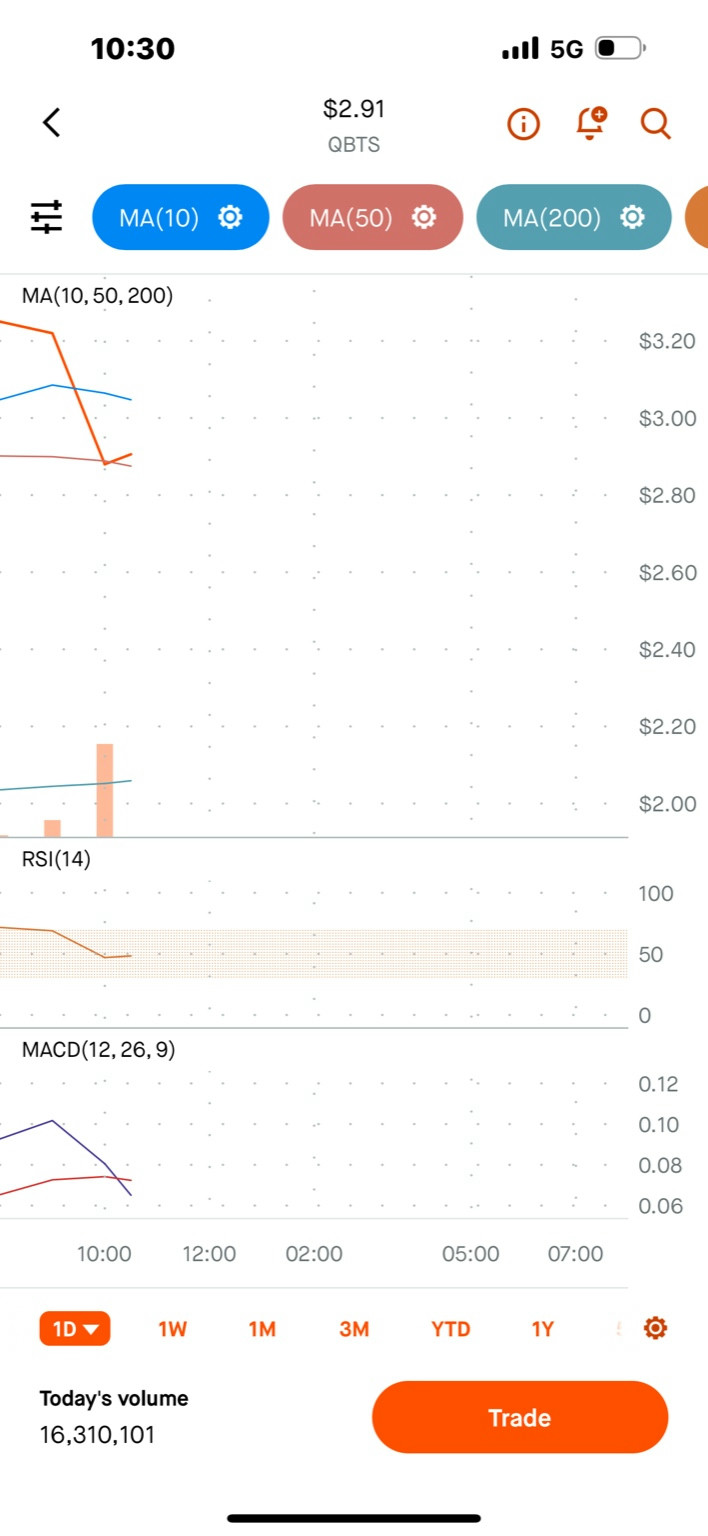 10:30
5G
$2.91
QBTS
MA(10)
MA(50)
MA(200)
MA(10, 50, 200)
$3.20
$3.00
$2.80
$2.60
$2.40
$2.20
$2.00
RSI(14)
100
50
0
MACD(12, 26, 9)
0.12
0.10
0.08
0.06
10:00 12:00 02:00 05:00 07:00
1D 1W 1M 3M YTD 1Y
Today's volume
16,310,101
Trade